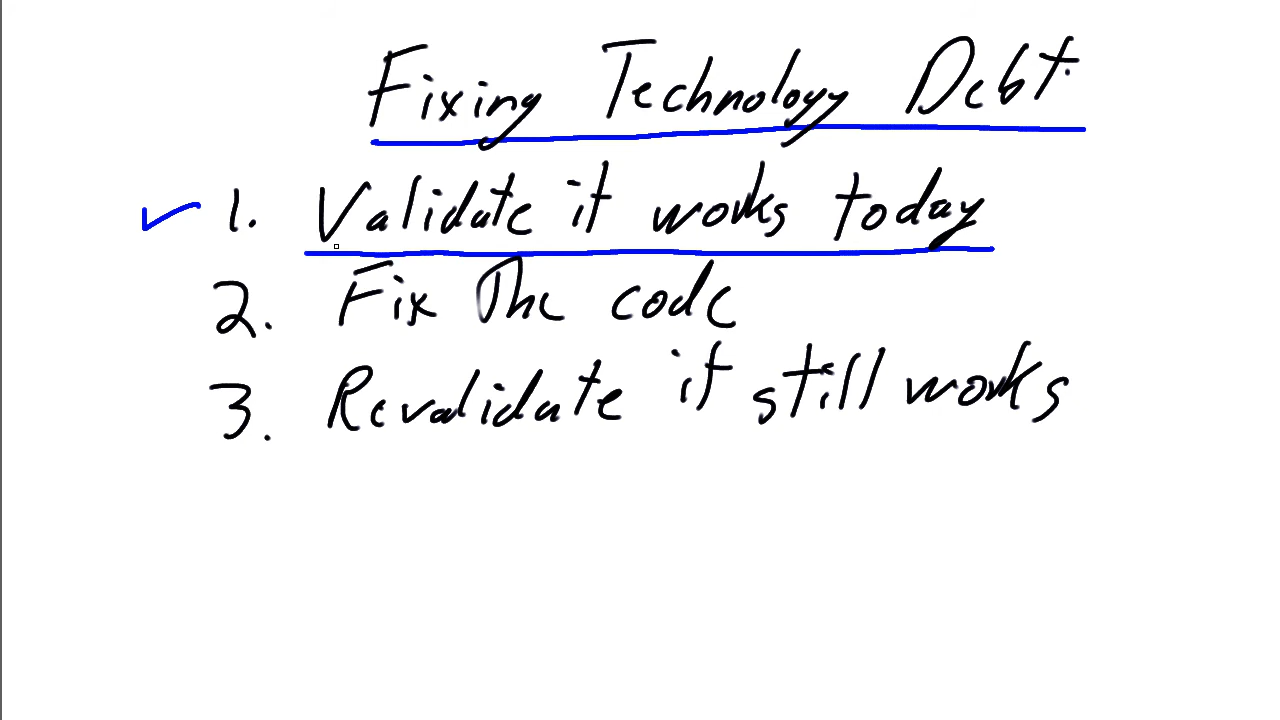 Fixing Technology Debt.
1. Validate it works today
2. Fix The code
3. Revalidate it still works